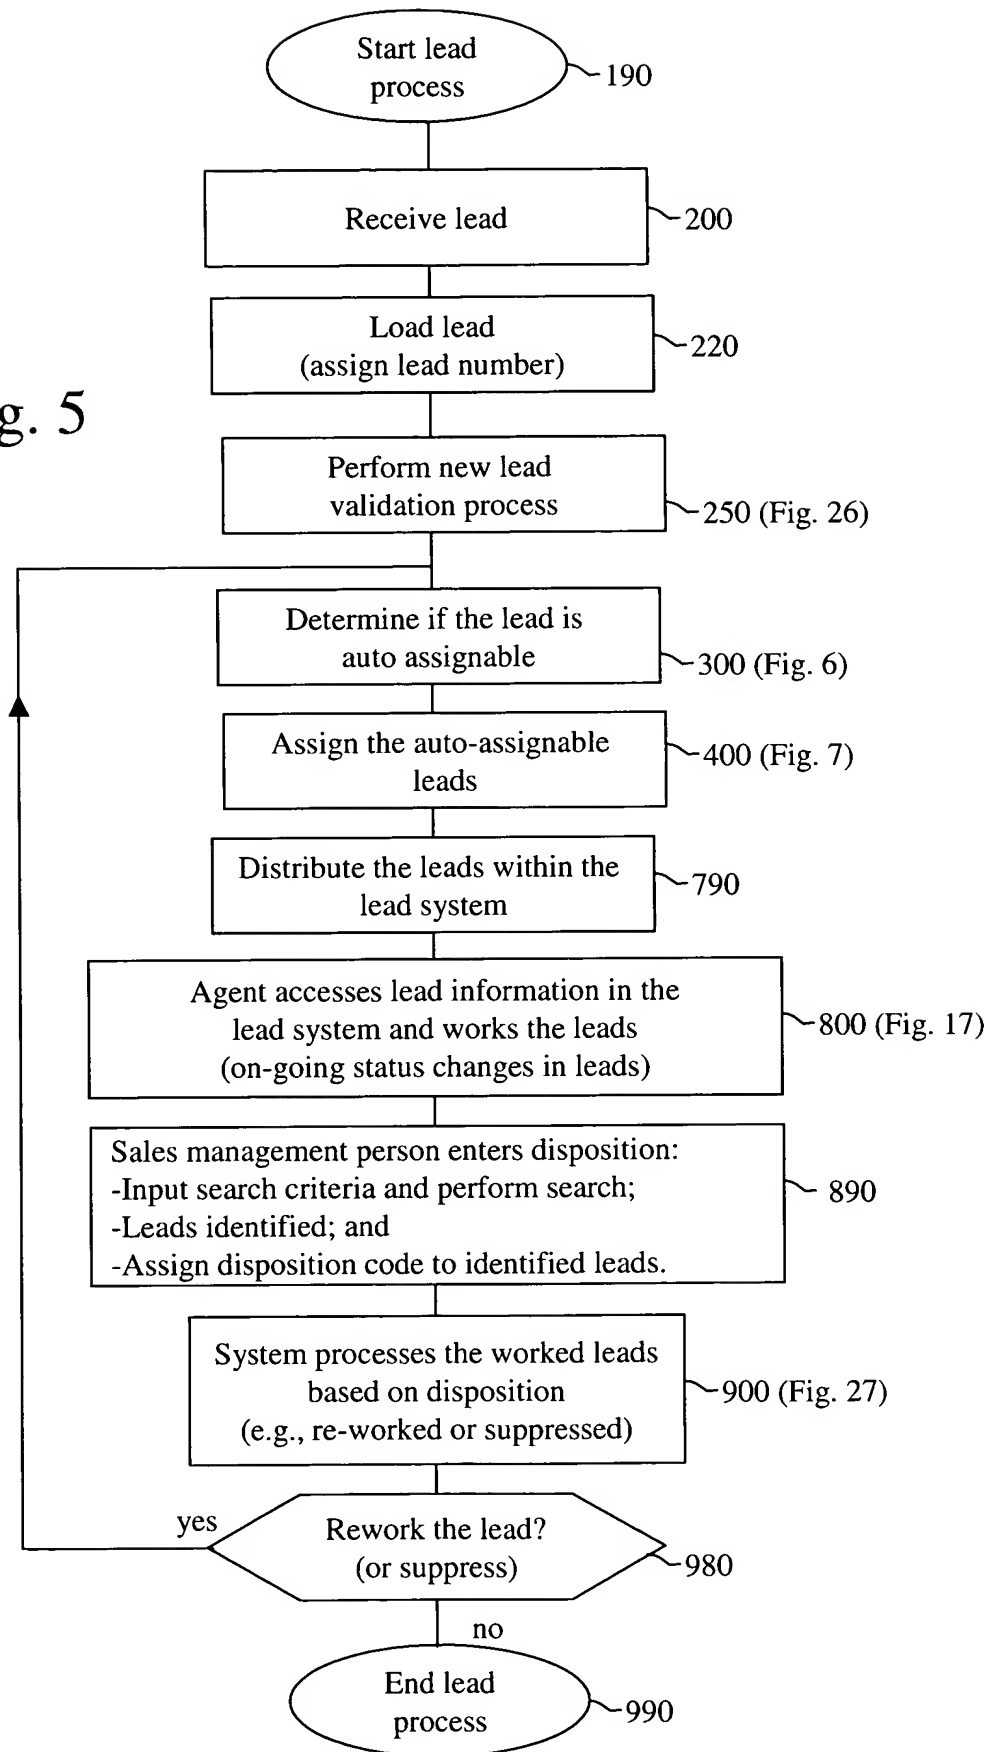 Start lead
process
190
Receive lead
200
Load lead
(assign lead number)
220
g. 5
Perform new lead
validation process
250 (Fig. 26)
Determine if the lead is
auto assignable
300 (Fig. 6)
Assign the auto-assignable
leads
400 (Fig. 7)
Distribute the leads within the
lead system
790
Agent accesses lead information in the
lead system and works the leads
(on-going status changes in leads)
800 (Fig. 17)
Sales management person enters disposition:
-Input search criteria and perform search;
-Leads identified; and
-Assign disposition code to identified leads.
890
System processes the worked leads
based on disposition
(e.g., re-worked or suppressed)
900 (Fig. 27)
yes
Rework the lead?
(or suppress)
980
no
End lead
process
990